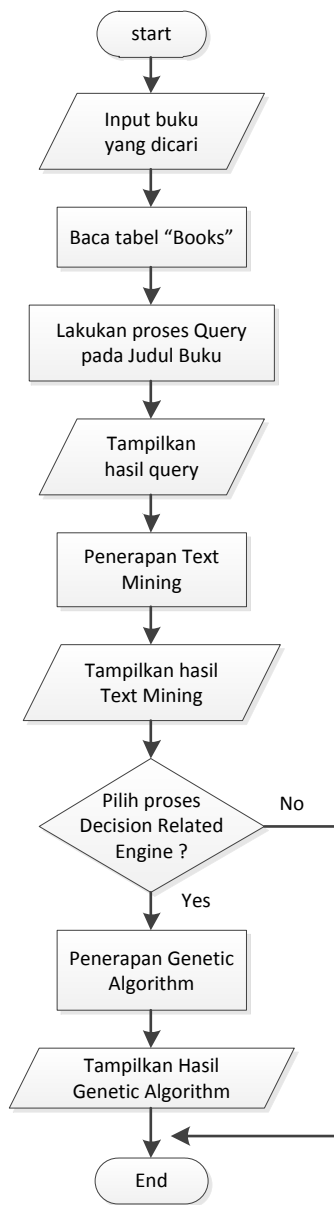 start
Input buku
yang dicari
Baca tabel “Books”
Lakukan proses Query
pada Judul Buku
Tampilkan
hasil query
Penerapan Text
Mining
Tampilkan hasil
Text Mining
Pilih proses
Decision Related
Engine ?
No
Yes
Penerapan Genetic
Algorithm
Tampilkan Hasil
Genetic Algorithm
End